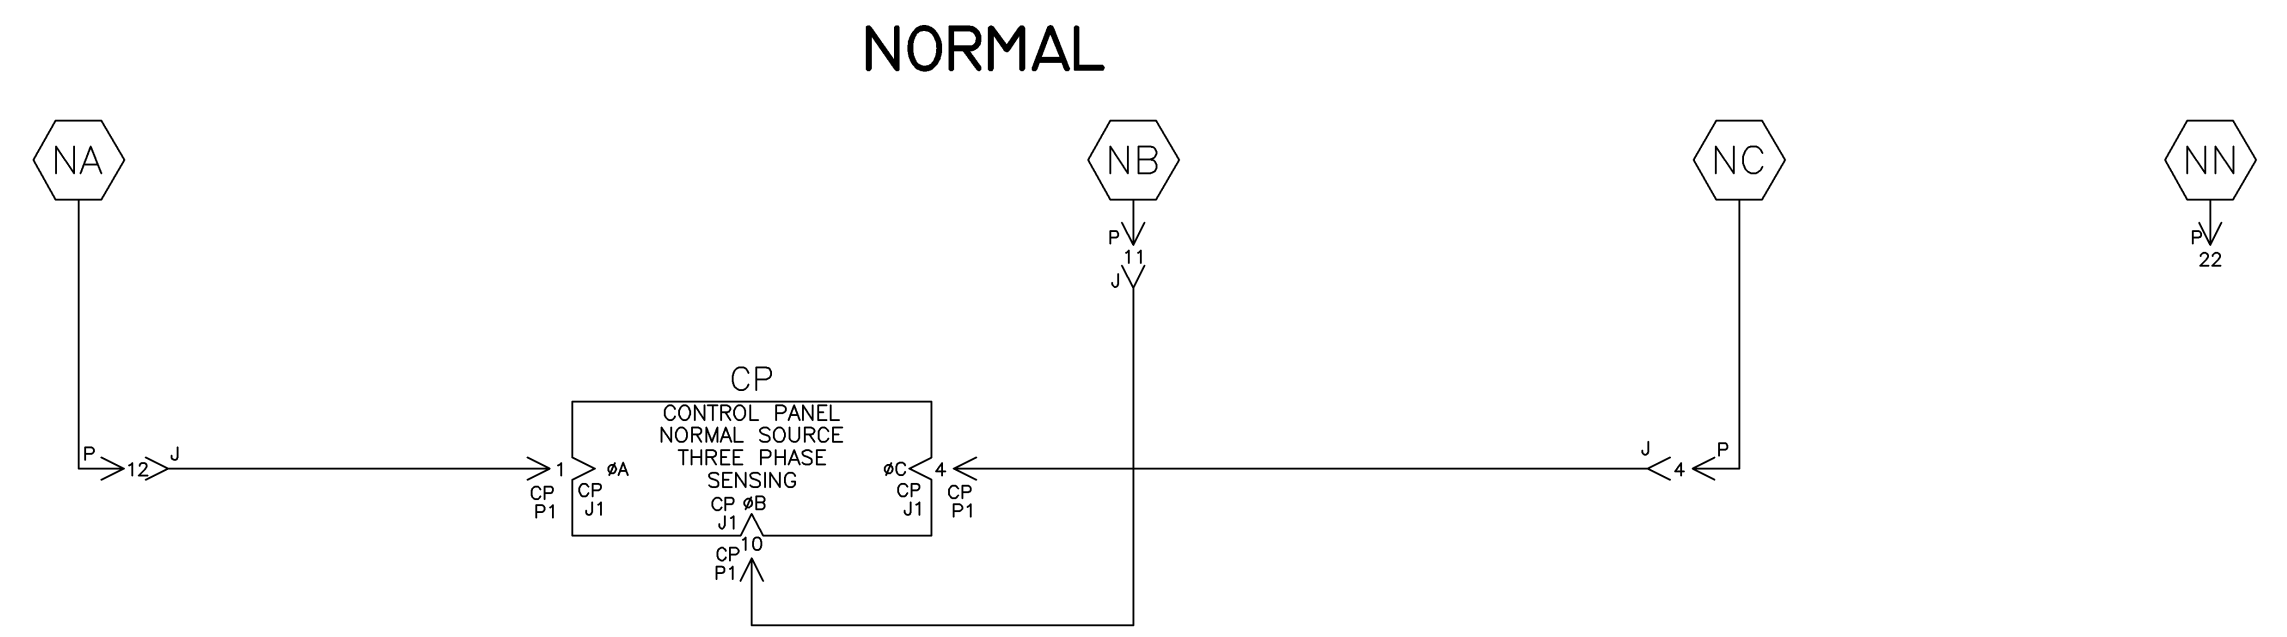 NORMAL
NA
NB
NC
NN
P
11
J
P
22
CP
CONTROL PANEL
NORMAL SOURCE
THREE PHASE
SENSING
P
12
J
1
øA
CP
P1
CP
J1
CP øB
J1
10
CP
P1
øC
4
CP
J1
CP
P1
J
4
P